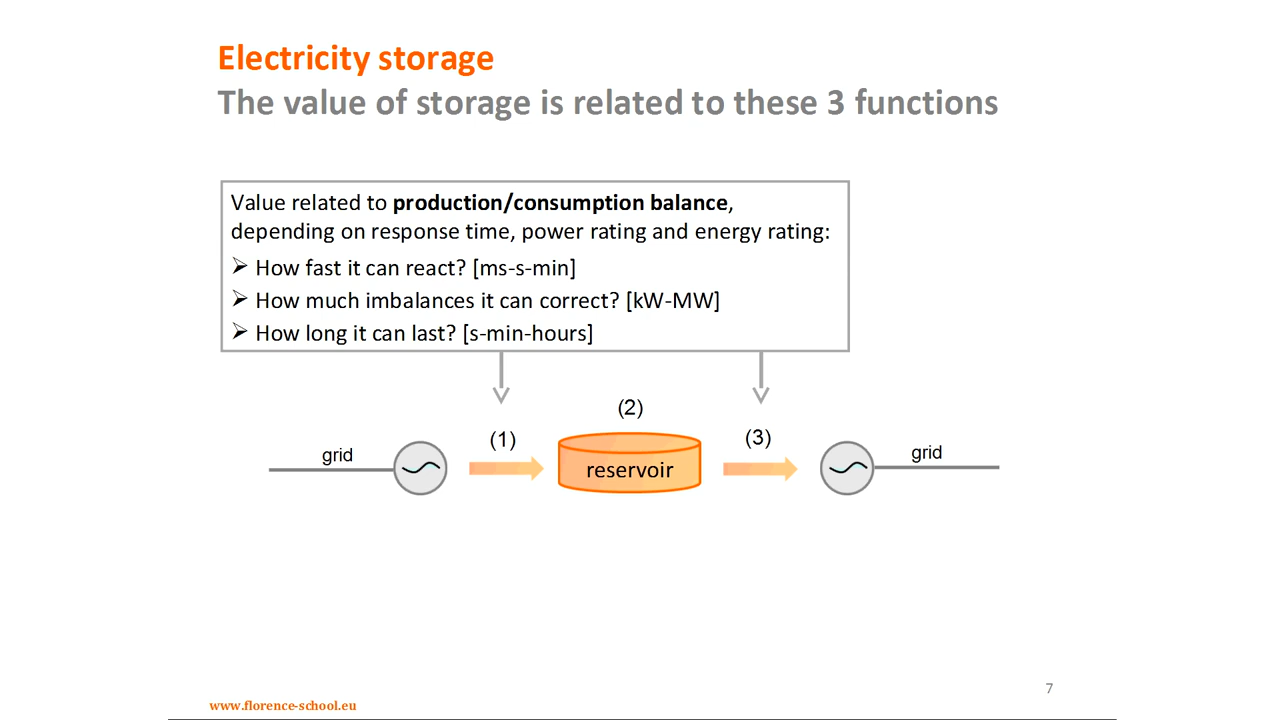 Electricity storage
The value of storage is related to these 3 functions
Value related to production/consumption balance,
depending on response time, power rating and energy rating:
➢ How fast it can react? [ms-s-min]
➢ How much imbalances it can correct? [kW-MW]
➢ How long it can last? [s-min-hours]
(2)
(1)
(3)
grid
reservoir
grid
7
www.florence-school.eu